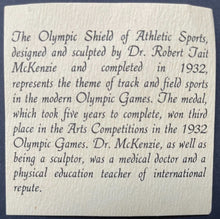 The Olympic Shield of Athletic Sports,
designed and sculpted by Dr. Robert Tait
McKenzie and completed in 1932,
represents the theme of track and field sports
in the modern Olympic Games. The medal,
which took five years to complete, won third
place in the Arts Competitions in the 1932
Olympic Games. Dr. McKenzie, as well as
being a sculptor, was a medical doctor and a
physical education teacher of international
repute.